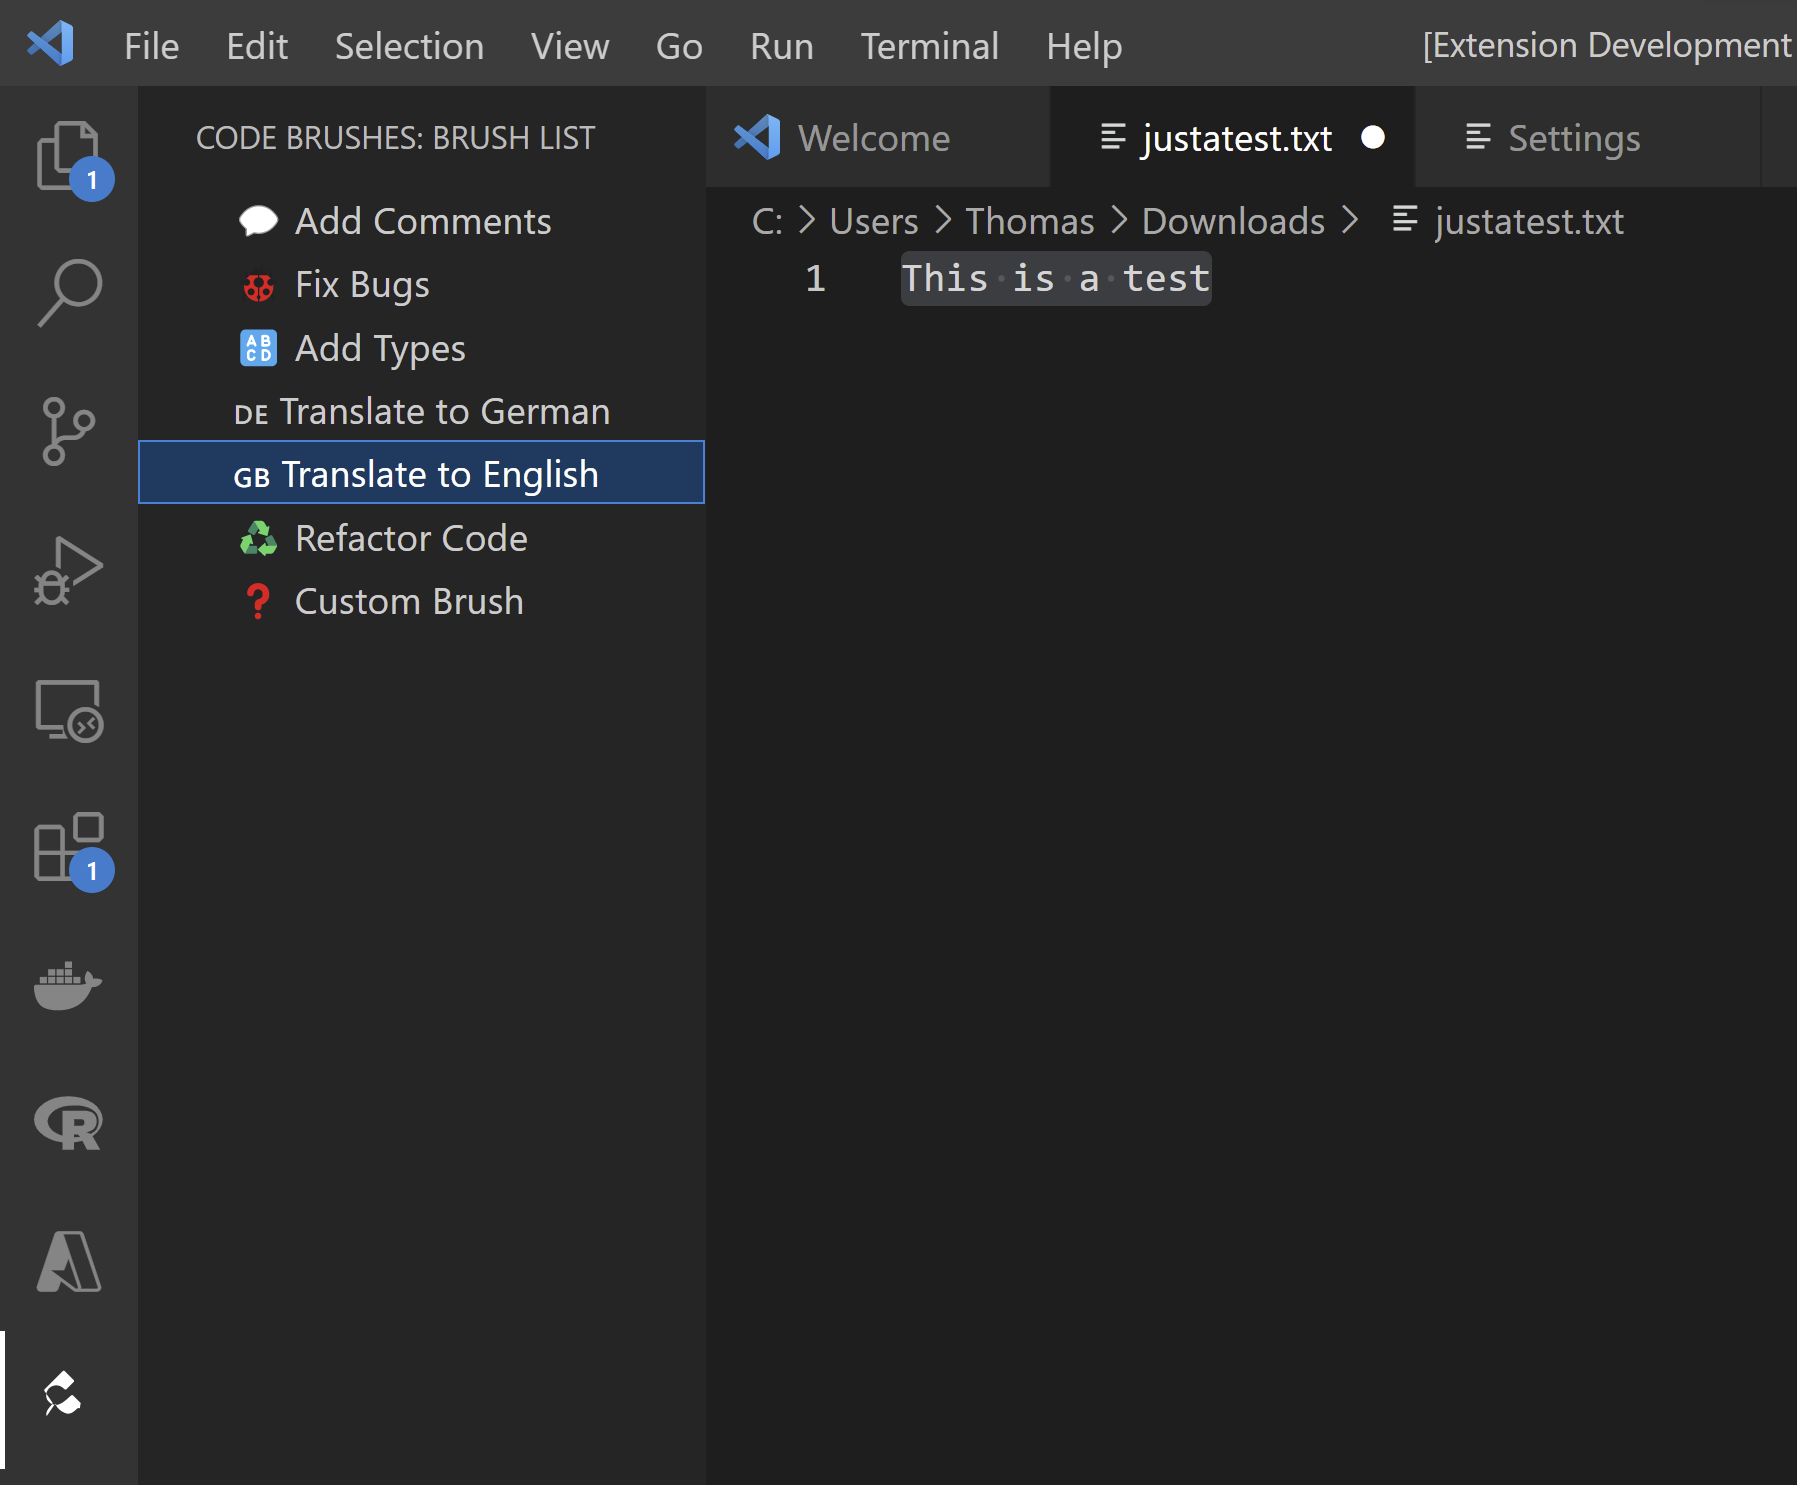 File Edit Selection View Go Run Terminal Help [Extension Development
CODE BRUSHES: BRUSH LIST
Add Comments
Fix Bugs
Add Types
DE Translate to German
GB Translate to English
Refactor Code
Custom Brush
Welcome justatest.txt Settings
C: > Users > Thomas > Downloads > justatest.txt
1 This is a test
1
1